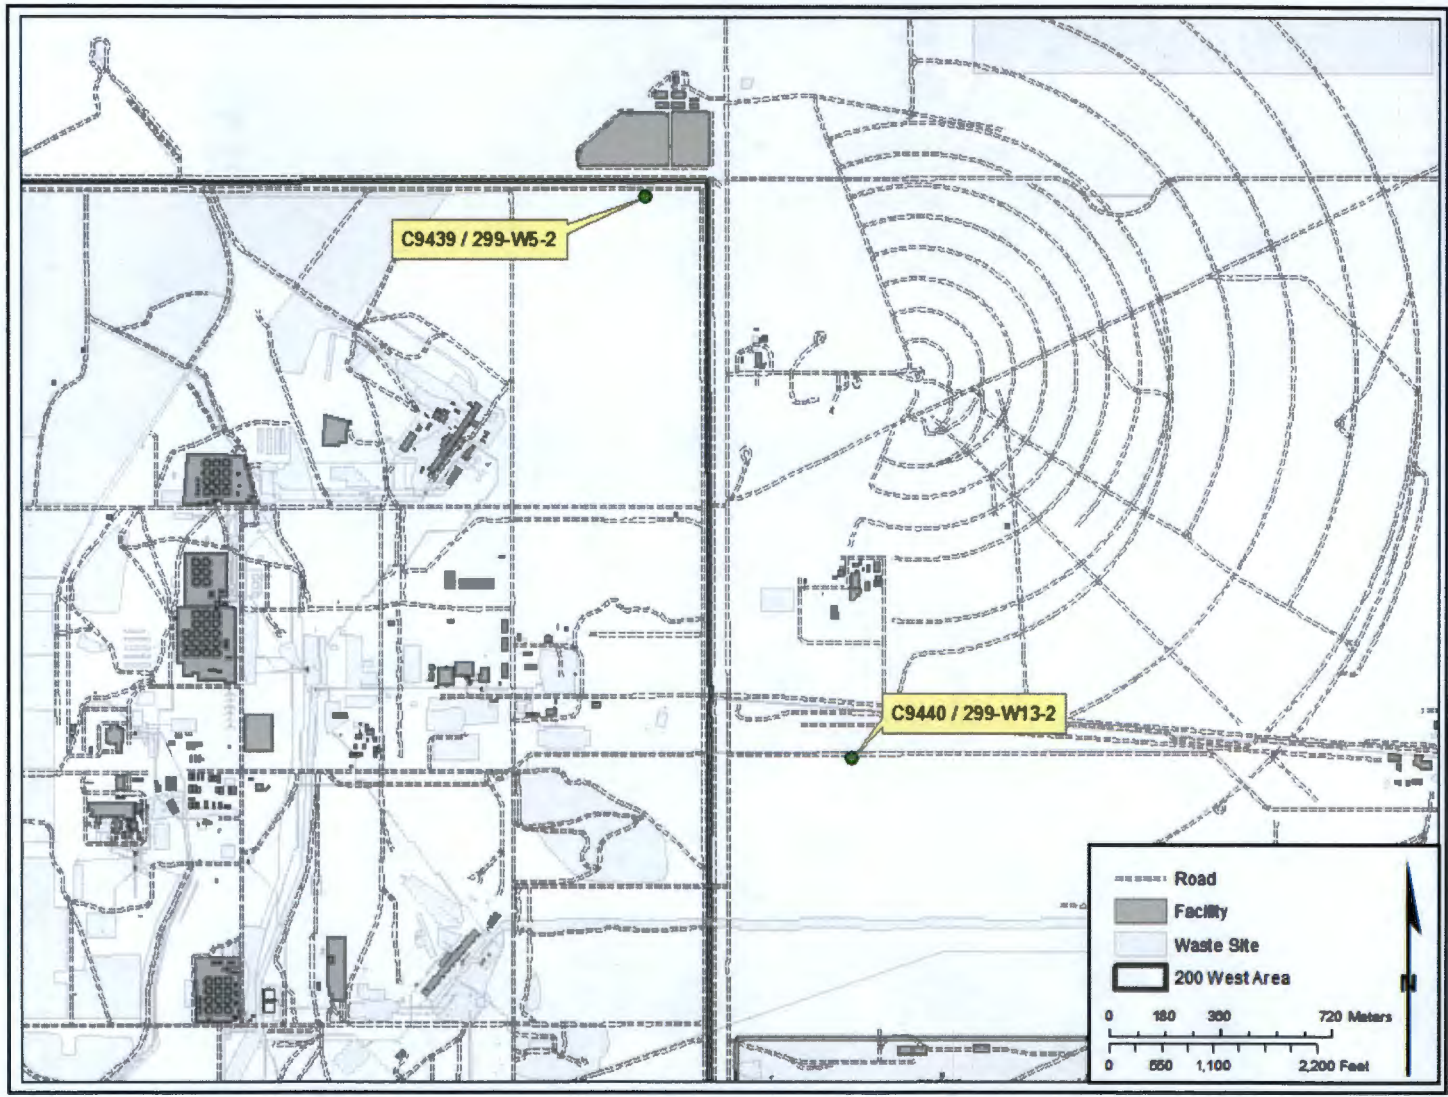 C9439 / 299-W5-2
C9440 / 299-W13-2
Road
Facility
Waste Site
200 West Area
N
0 180 300 720 Meters
0 550 1,100 2,200 Feet